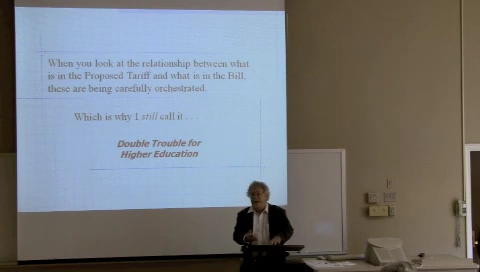 When you look at the relationship between what
is in the Proposed Tariff and what is in the Bill,
these are being carefully orchestrated.
Which is why I still call it . . .
Double Trouble for
Higher Education